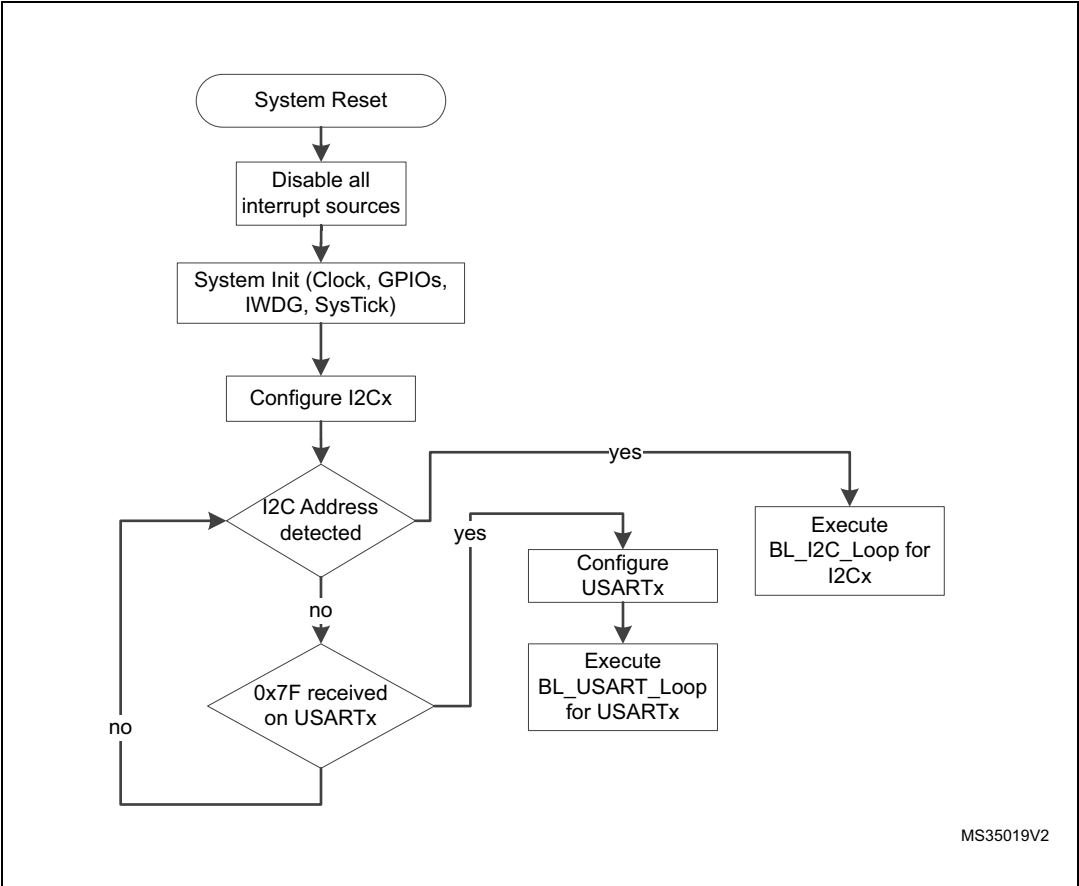 System Reset
Disable all
interrupt sources
System Init (Clock, GPIOs,
IWDG, SysTick)
Configure I2Cx
I2C Address
detected
yes
Execute
BL_I2C_Loop for
I2Cx
no
0x7F received
on USARTx
yes
Configure
USARTx
Execute
BL_USART_Loop
for USARTx
no
MS35019V2